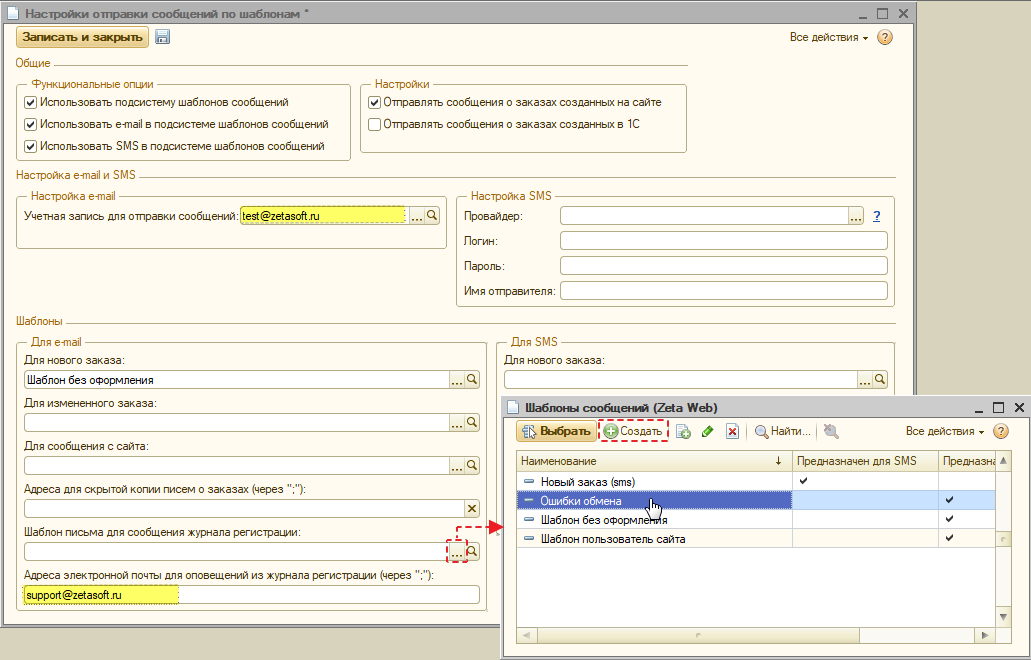 Настройки отправки сообщений по шаблонам *
Записать и закрыть
Все действия
?
Общие
Функциональные опции
Использовать подсистему шаблонов сообщений
Использовать e-mail в подсистеме шаблонов сообщений
Использовать SMS в подсистеме шаблонов сообщений
Настройки
Отправлять сообщения о заказах созданных на сайте
Отправлять сообщения о заказах созданных в 1С
Настройка e-mail и SMS
Настройка e-mail
Учетная запись для отправки сообщений: test@zetasoft.ru ...
Настройка SMS
Провайдер: ... ?
Логин:
Пароль:
Имя отправителя:
Шаблоны
Для e-mail
Для нового заказа:
Шаблон без оформления ...
Для измененного заказа:
...
Для сообщения с сайта:
...
Адреса для скрытой копии писем о заказах (через ";"):
Шаблон письма для сообщения журнала регистрации:
...
Адреса электронной почты для оповещений из журнала регистрации (через ";"):
support@zetasoft.ru
Для SMS
Для нового заказа:
...
Шаблоны сообщений (Zeta Web)
Выбрать Создать Найти... Все действия ?
Наименование Предназначен для SMS Предназна
Новый заказ (sms)
Ошибки обмена
Шаблон без оформления
Шаблон пользователь сайта